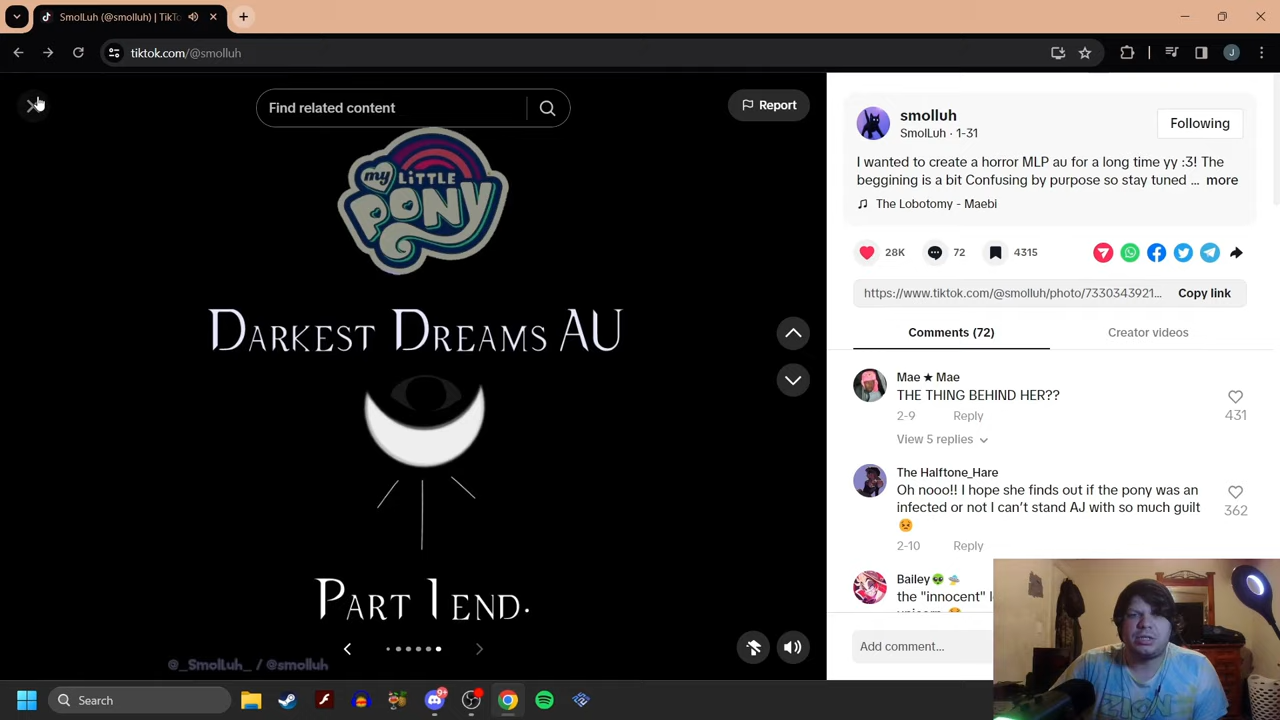 SmolLuh (@smolluh) | TikTo
tiktok.com/@smolluh
J
Find related content
Report
my LiTTLE PONY
DARKEST DREAMS AU
PART 1 END.
@_SmolLuh_ / @smolluh
smolluh
SmolLuh · 1-31
Following
I wanted to create a horror MLP au for a long time yy :3! The
beggining is a bit Confusing by purpose so stay tuned ... more
The Lobotomy - Maebi
28K
72
4315
https://www.tiktok.com/@smolluh/photo/7330343921...
Copy link
Comments (72)
Creator videos
Mae ★ Mae
THE THING BEHIND HER??
2-9
Reply
431
View 5 replies
The Halftone_Hare
Oh nooo!! I hope she finds out if the pony was an
infected or not I can't stand AJ with so much guilt
😣
362
2-10
Reply
Bailey👽🛸
the "innocent" l
Add comment...
Search
9+